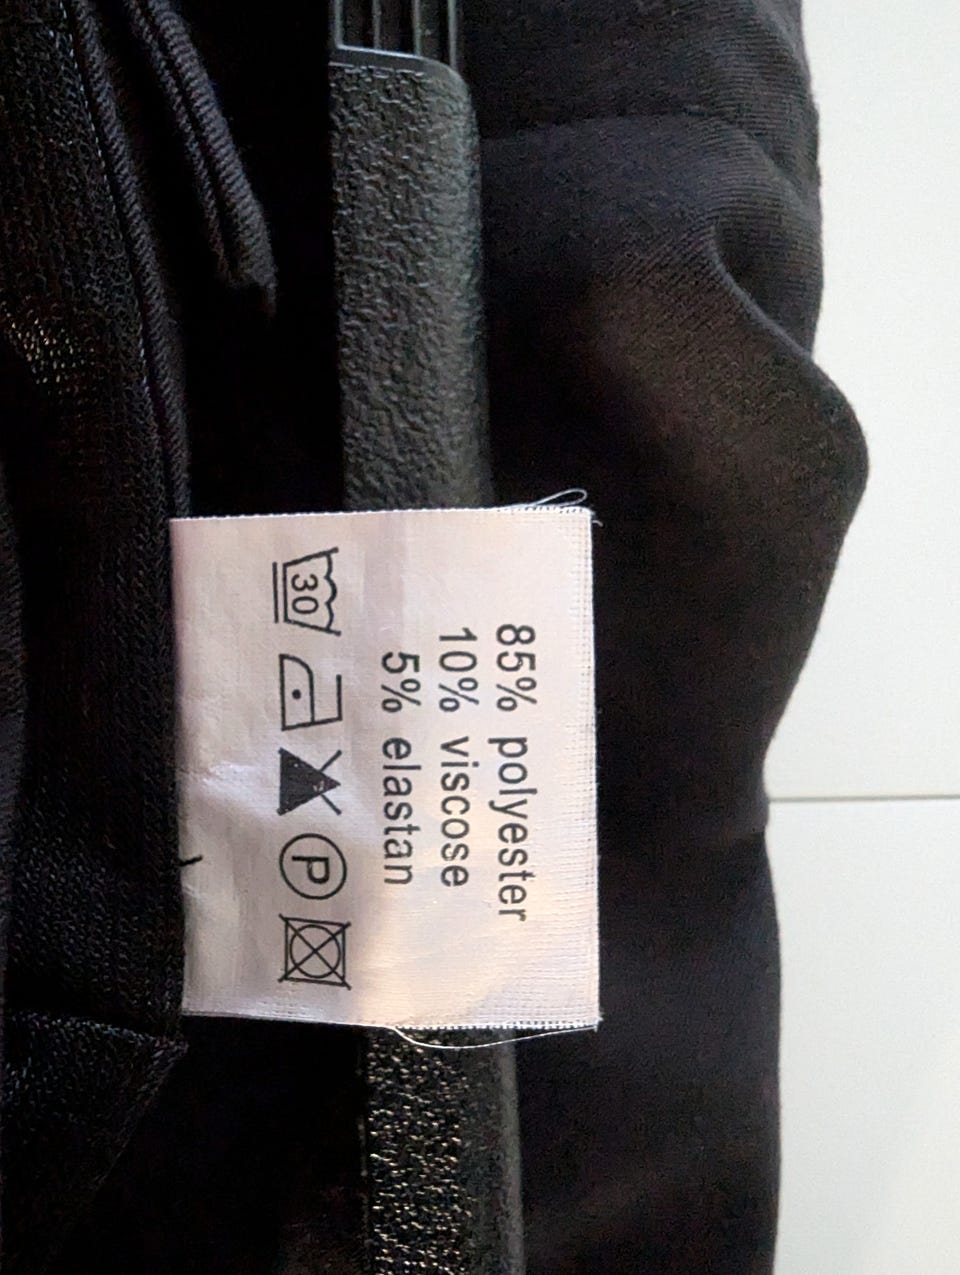 85% polyester
10% viscose
5% elastan
30 P